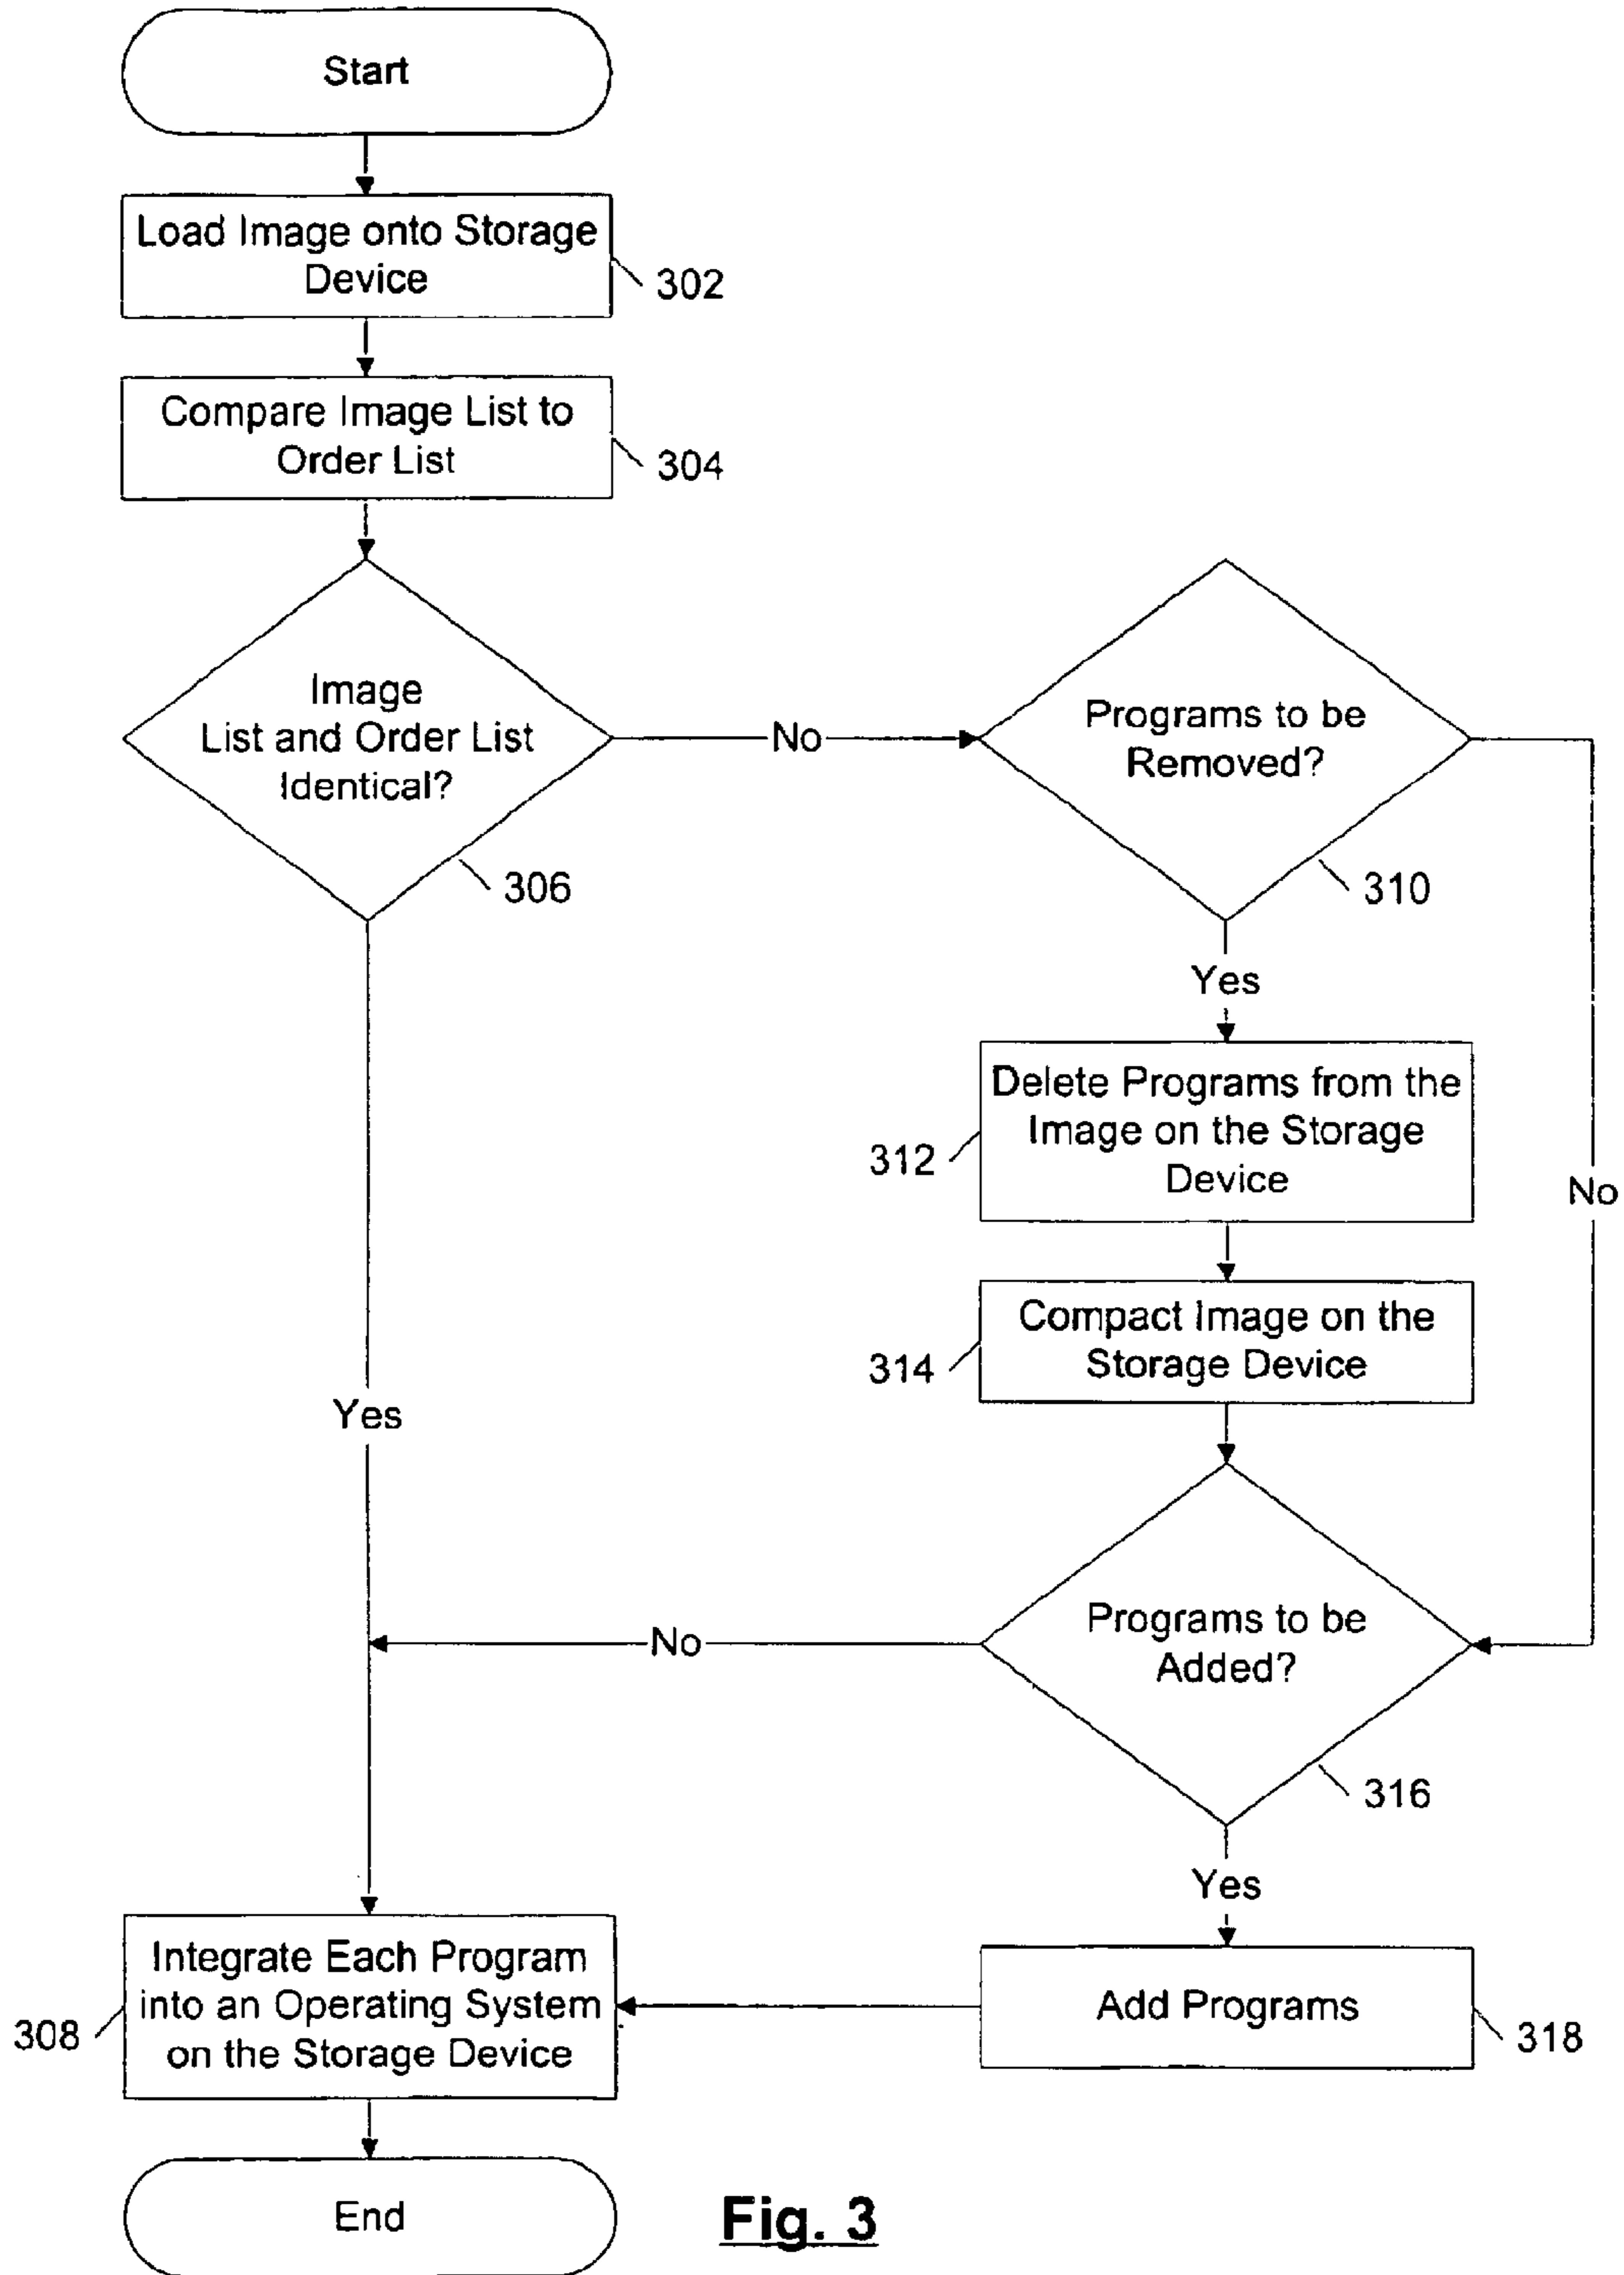 Start
Load Image onto Storage
Device
302
Compare Image List to
Order List
304
Image
List and Order List
Identical?
306
No
Programs to be
Removed?
310
Yes
Delete Programs from the
Image on the Storage
Device
312
No
Compact Image on the
Storage Device
314
Yes
Programs to be
Added?
316
No
Yes
Integrate Each Program
into an Operating System
on the Storage Device
308
Add Programs
318
End
Fig. 3